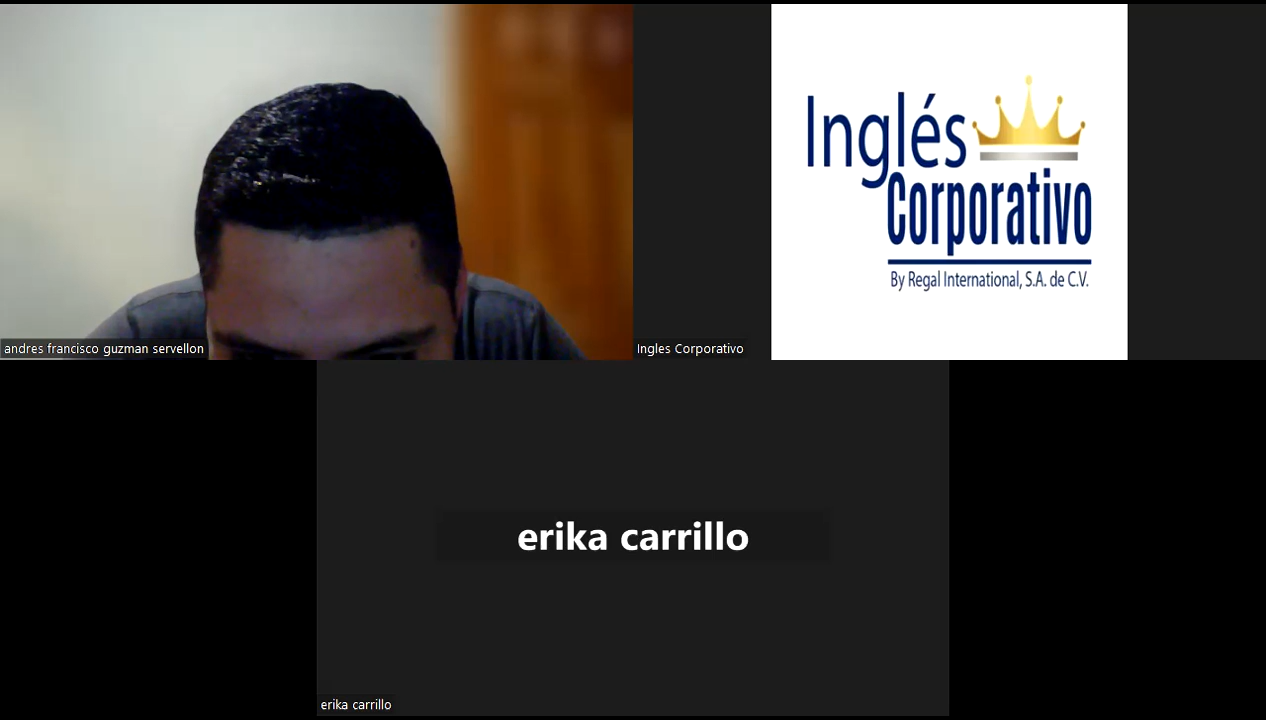 Inglés
Corporativo
By Regal International, S.A. de C.V.
andres francisco guzman servellon
Ingles Corporativo
erika carrillo
erika carrillo